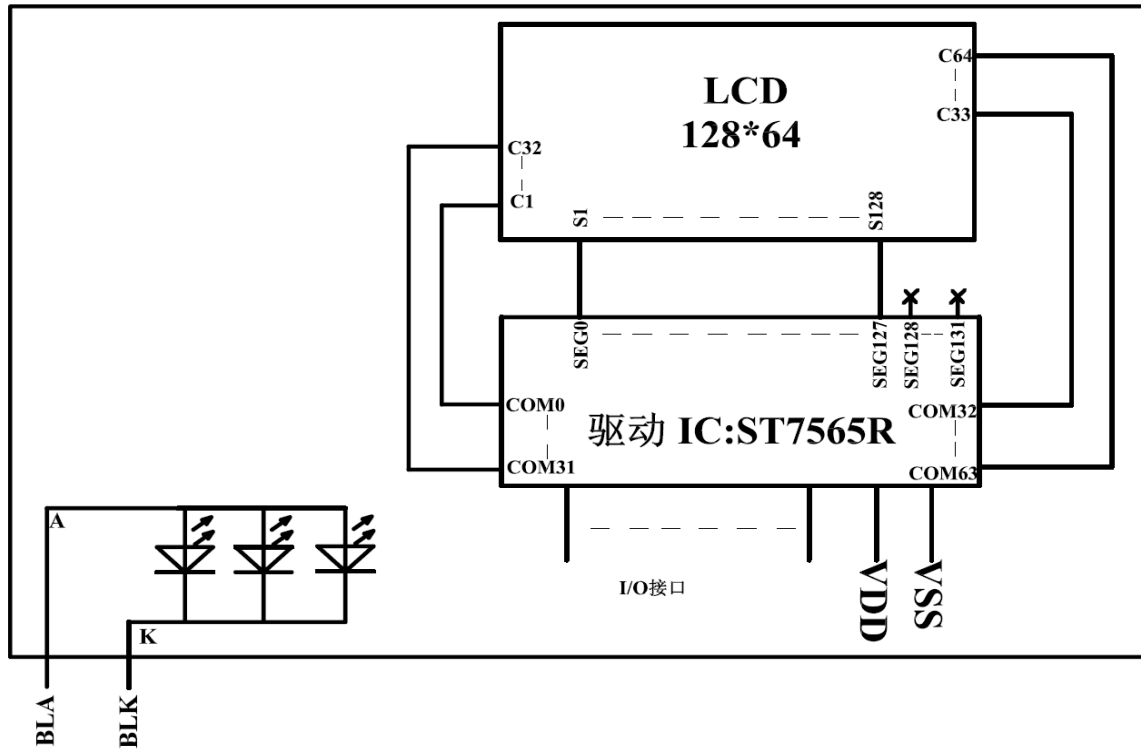 LCD
128*64
C64
C33
C32
C1
S1
S128
SEG0
SEG127
SEG128
SEG131
COM0
COM31
驱动 IC:ST7565R
COM32
COM63
I/O接口
VDD
VSS
A
K
BLA
BLK